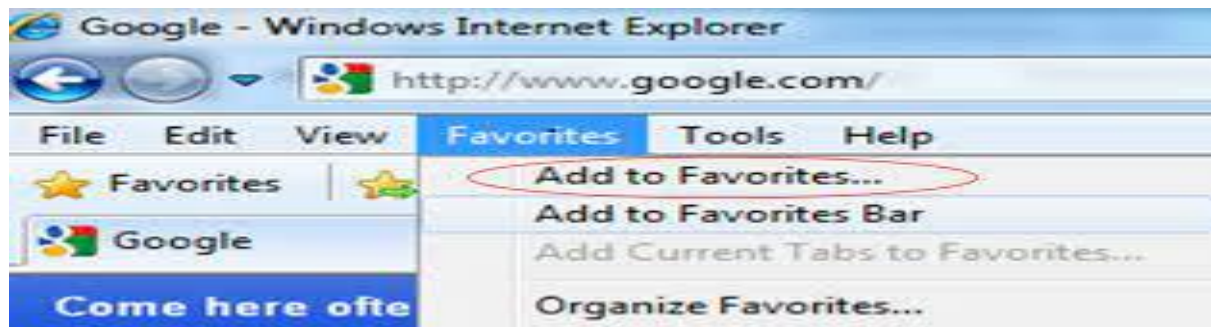 Google - Windows Internet Explorer
http://www.google.com/
File Edit View Favorites Tools Help
Favorites
Add to Favorites...
Add to Favorites Bar
Google
Add Current Tabs to Favorites...
Come here ofte
Organize Favorites...